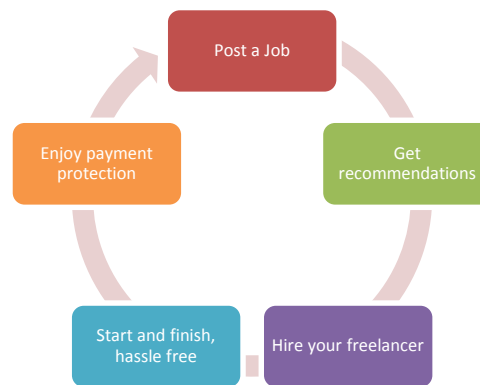 Post a Job
Get
recommendations
Hire your freelancer
Start and finish,
hassle free
Enjoy payment
protection